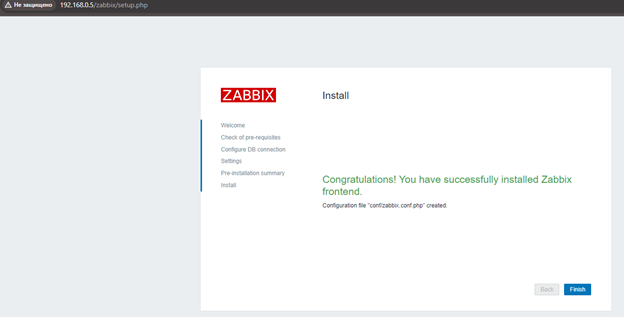 Не защищено 192.168.0.5/zabbix/setup.php
ZABBIX
Install
Welcome
Check of pre-requisites
Configure DB connection
Settings
Pre-installation summary
Install
Congratulations! You have successfully installed Zabbix
frontend.
Configuration file "conf/zabbix.conf.php" created.
Back Finish